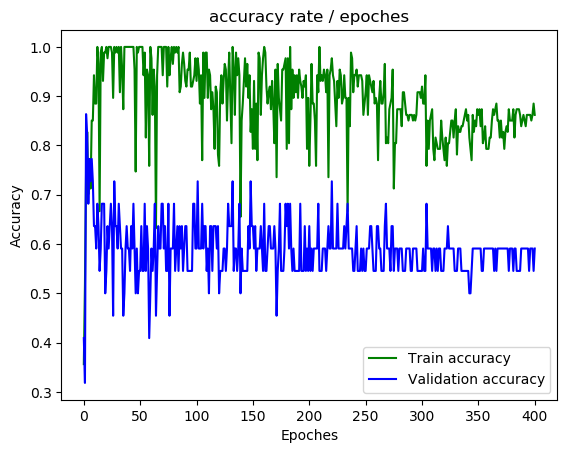 accuracy rate / epoches
1.0
0.9
0.8
0.7
0.6
0.5
0.4
0.3
Accuracy
Train accuracy
Validation accuracy
0 50 100 150 200 250 300 350 400
Epoches